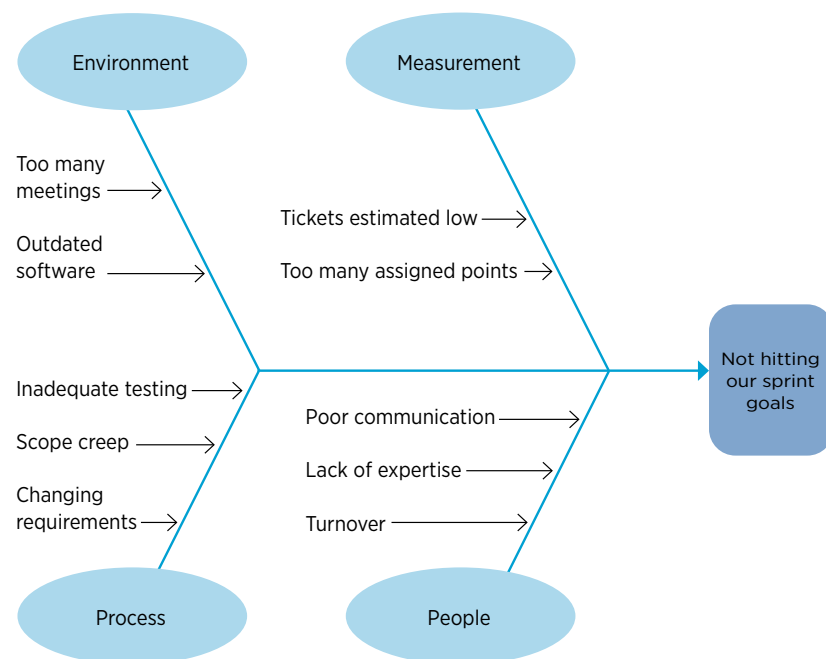 Environment
Measurement
Too many
meetings
Outdated
software
Tickets estimated low
Too many assigned points
Not hitting
our sprint
goals
Inadequate testing
Scope creep
Changing
requirements
Poor communication
Lack of expertise
Turnover
Process
People